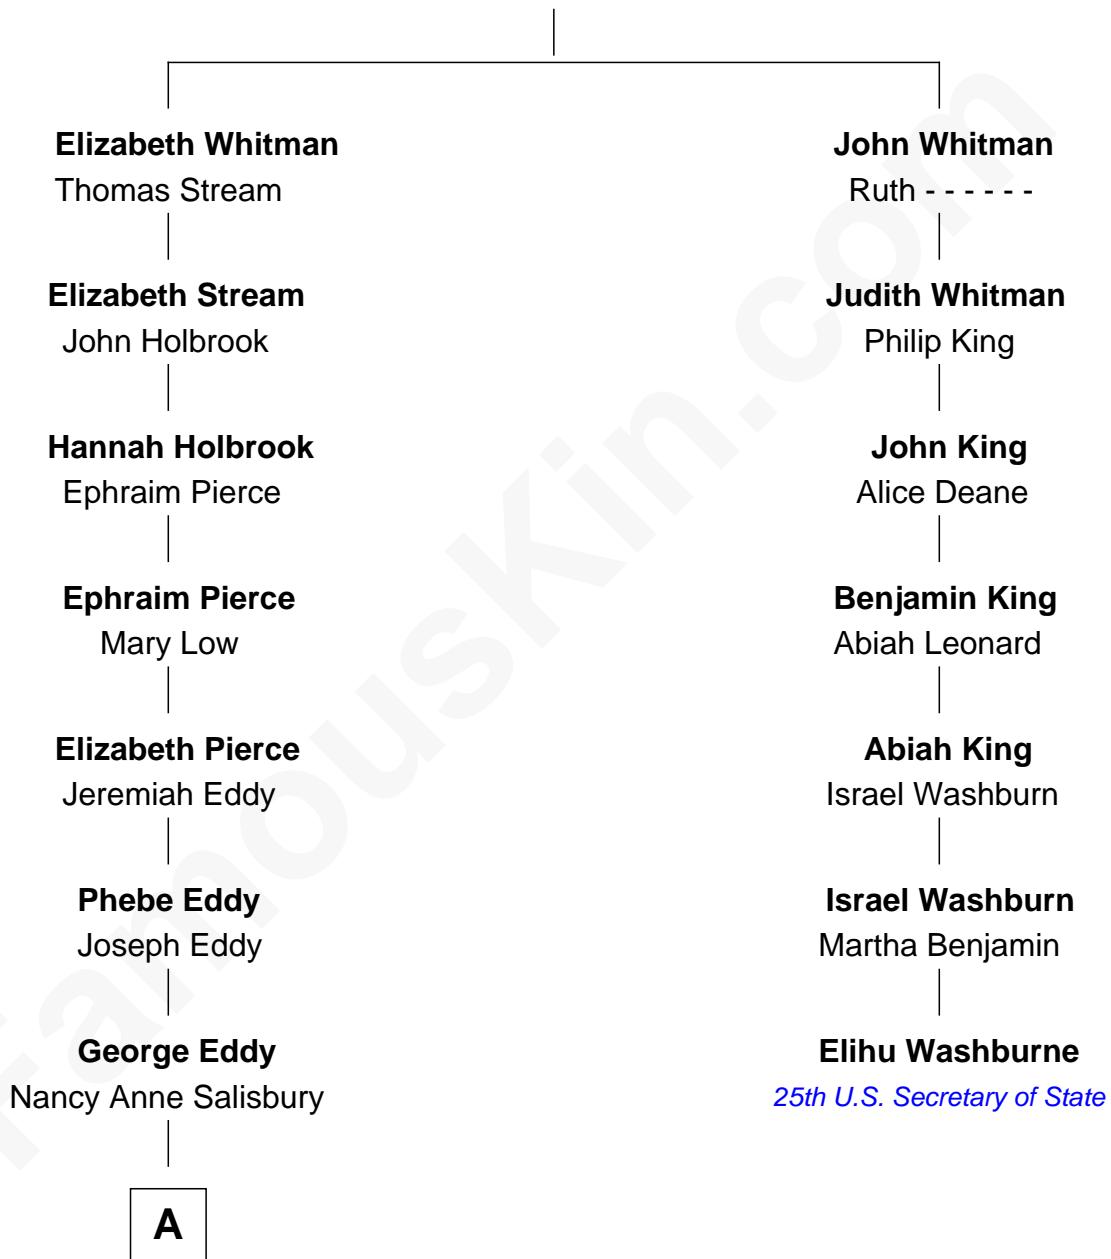 Elizabeth Whitman
Thomas Stream
Elizabeth Stream
John Holbrook
Hannah Holbrook
Ephraim Pierce
Ephraim Pierce
Mary Low
Elizabeth Pierce
Jeremiah Eddy
Phebe Eddy
Joseph Eddy
George Eddy
Nancy Anne Salisbury
A
John Whitman
Ruth - - - - - -
Judith Whitman
Philip King
John King
Alice Deane
Benjamin King
Abiah Leonard
Abiah King
Israel Washburn
Israel Washburn
Martha Benjamin
Elihu Washburne
25th U.S. Secretary of State
FamousKin.com